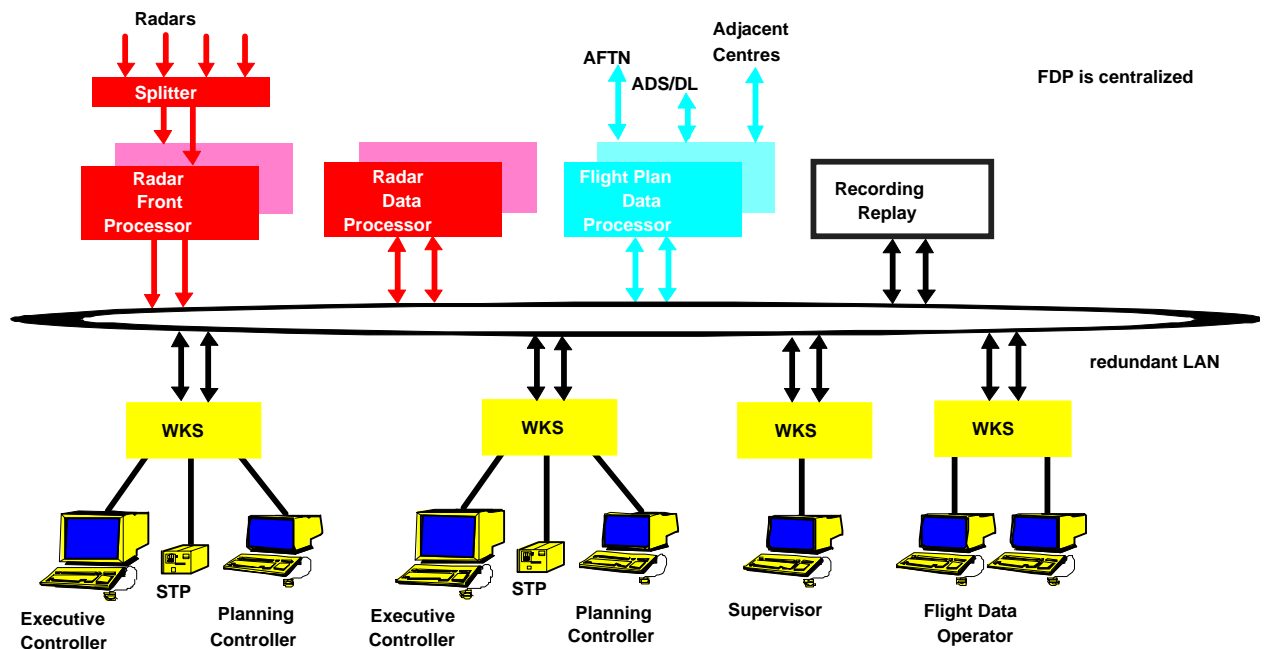 Radars
Splitter
Radar
Front
Processor
Radar
Data
Processor
AFTN
ADS/DL
Adjacent
Centres
Flight Plan
Data
Processor
Recording
Replay
FDP is centralized
redundant LAN
WKS
WKS
WKS
WKS
Executive
Controller
STP
Planning
Controller
Executive
Controller
STP
Planning
Controller
Supervisor
Flight Data
Operator